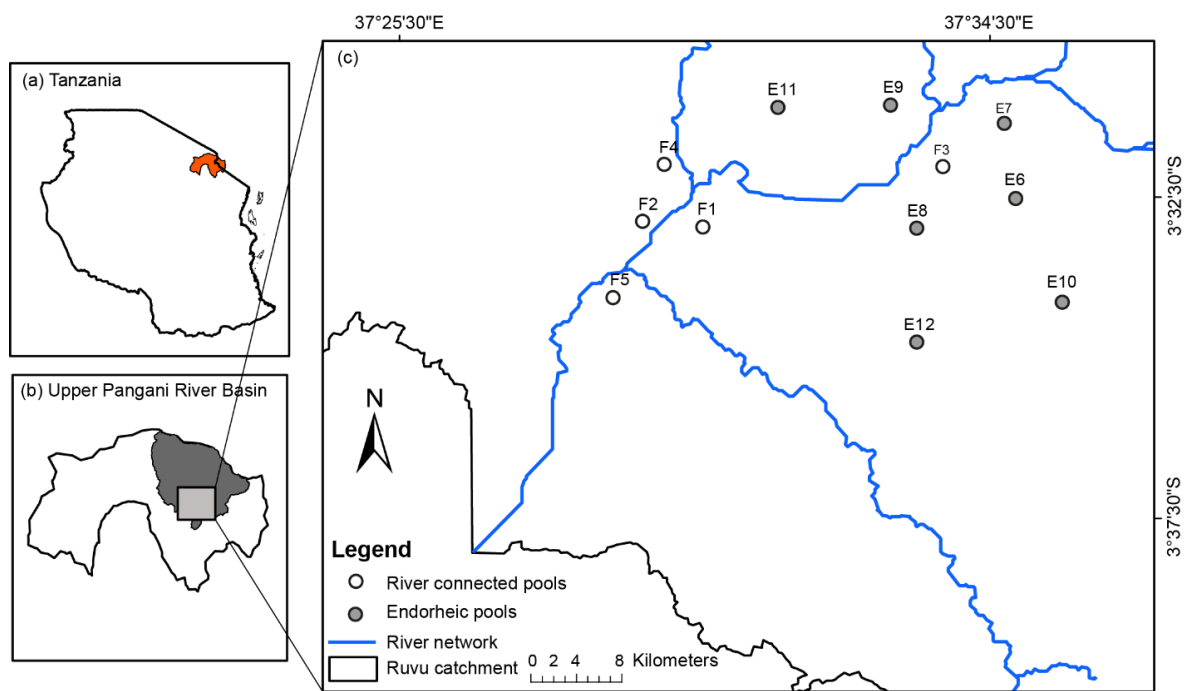 37°25'30"E
37°34'30"E
(a) Tanzania
(c)
E11
E9
E7
F4
F3
3°32'30"S
E6
F2
F1
E8
F5
E10
E12
(b) Upper Pangani River Basin
N
3°37'30"S
Legend
River connected pools
Endorheic pools
River network
Ruvu catchment
0 2 4 8 Kilometers